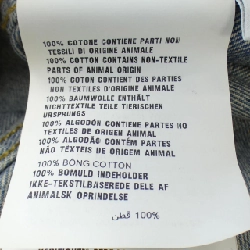 100% COTONE CONTIENE PARTI NON
TESSILI DI ORIGINE ANIMALE
100% COTTON CONTAINS NON-TEXTILE
PARTS OF ANIMAL ORIGIN
100% COTON CONTIENT DES PARTIES
NON TEXTILES D'ORIGINE ANIMALE
100% BAUMWOLLE ENTHÄLT
NICHTTEXTILE TEILE TIERISCHEN
URSPRUNGS
100% ALGODÓN CONTIENE PARTES NO
TEXTILES DE ORIGEN ANIMAL
100% ALGODÃO CONTÉM PARTES
NÃO TÊXTEIS DE ORIGEM ANIMAL
100% BONG COTTON
100% BOMULD INDEHOLDER
IKKE-TEKSTILBASEREDE DELE AF
ANIMALSK OPRINDELSE
100% قطن